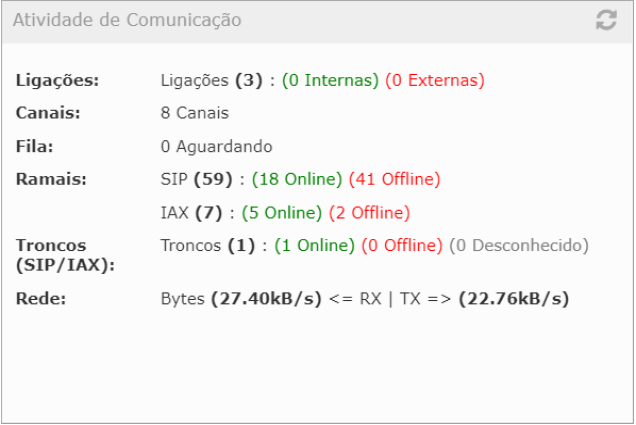 Atividade de Comunicação
Ligações: Ligações (3) : (0 Internas) (0 Externas)
Canais: 8 Canais
Fila: 0 Aguardando
Ramais: SIP (59) : (18 Online) (41 Offline)
IAX (7) : (5 Online) (2 Offline)
Troncos (SIP/IAX): Troncos (1) : (1 Online) (0 Offline) (0 Desconhecido)
Rede: Bytes (27.40kB/s) <= RX | TX => (22.76kB/s)